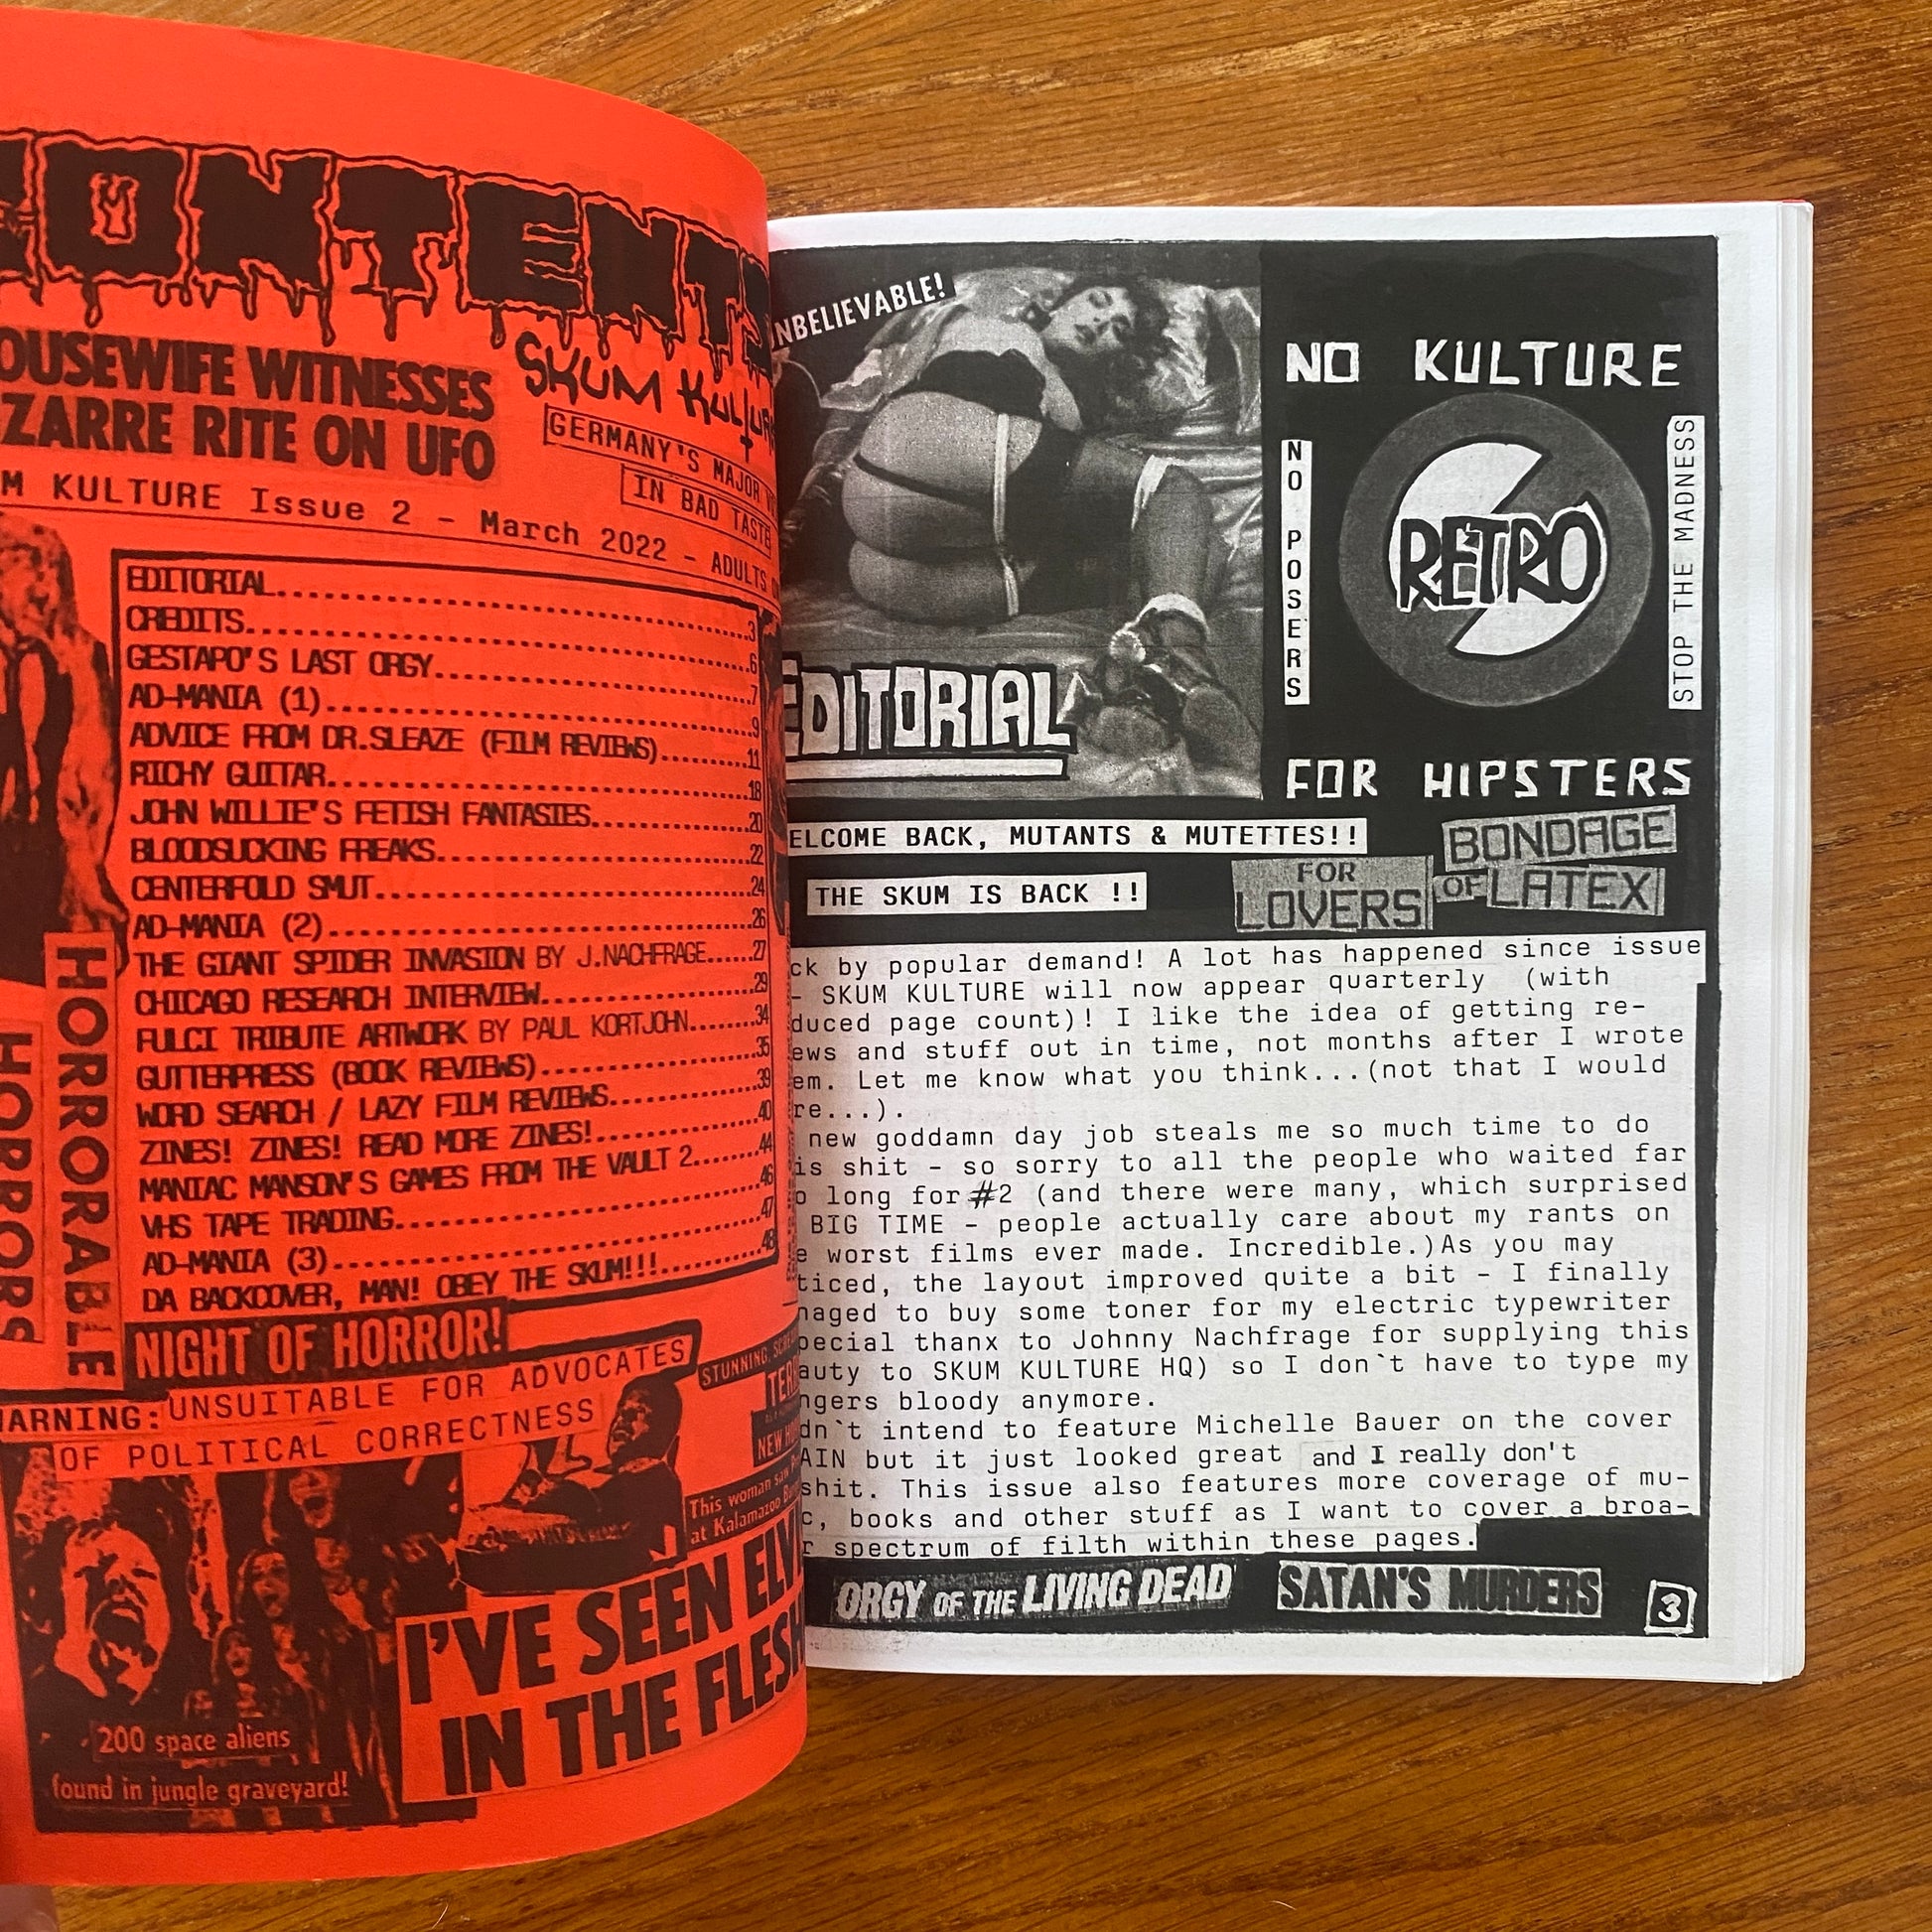 CONTENTS
SKUM KULTURE
OUSEWIFE WITNESSES
ZARRE RITE ON UFO
GERMANY'S MAJOR
IN BAD TASTE
M KULTURE Issue 2 - March 2022 - ADULTS
EDITORIAL.....3
CREDITS.....6
GESTAPO'S LAST ORGY.....7
AD-MANIA (1).....9
ADVICE FROM DR.SLEAZE (FILM REVIEWS).....11
RICHY GUITAR.....18
JOHN WILLIE'S FETISH FANTASIES.....20
BLOODSUCKING FREAKS.....22
CENTERFOLD SMUT.....24
AD-MANIA (2).....26
THE GIANT SPIDER INVASION BY J.NACHFRAGE.....27
CHICAGO RESEARCH INTERVIEW.....29
FULCI TRIBUTE ARTWORK BY PAUL KORTJOHN.....34
GUTTERPRESS (BOOK REVIEWS).....35
WORD SEARCH / LAZY FILM REVIEWS.....39
ZINES! ZINES! READ MORE ZINES!.....40
MANIAC MANSON'S GAMES FROM THE VAULT 2.....44
VHS TAPE TRADING.....46
AD-MANIA (3).....47
DA BACKCOVER, MAN! OBEY THE SKUM!!!.....48
HORRABLE
HORRORS
NIGHT OF HORROR!
WARNING: UNSUITABLE FOR ADVOCATES
OF POLITICAL CORRECTNESS
STUNNING,
NEW
This woman saw
at Kalamazoo
I'VE SEEN ELV
IN THE FLESH
200 space aliens
found in jungle graveyard!
NBELIEVABLE!
EDITORIAL
NO KULTURE
NO POSERS
RETRO
STOP THE MADNESS
FOR HIPSTERS
ELCOME BACK, MUTANTS & MUTETTES!!
THE SKUM IS BACK !!
FOR
LOVERS
BONDAGE
OF LATEX
ck by popular demand! A lot has happened since issue
- SKUM KULTURE will now appear quarterly (with
duced page count)! I like the idea of getting re-
ews and stuff out in time, not months after I wrote
em. Let me know what you think...(not that I would
re...).
new goddamn day job steals me so much time to do
is shit - so sorry to all the people who waited far
o long for #2 (and there were many, which surprised
BIG TIME - people actually care about my rants on
e worst films ever made. Incredible.)As you may
ticed, the layout improved quite a bit - I finally
naged to buy some toner for my electric typewriter
pecial thanx to Johnny Nachfrage for supplying this
auty to SKUM KULTURE HQ) so I don`t have to type my
ngers bloody anymore.
dn`t intend to feature Michelle Bauer on the cover
AIN but it just looked great and I really don't
shit. This issue also features more coverage of mu-
c, books and other stuff as I want to cover a broa-
r spectrum of filth within these pages.
ORGY OF THE LIVING DEAD
SATAN'S MURDERS
3